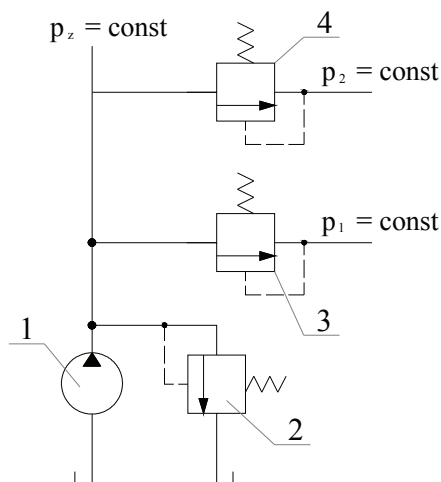 p_z = const
4
p_2 = const
p_1 = const
3
1
2